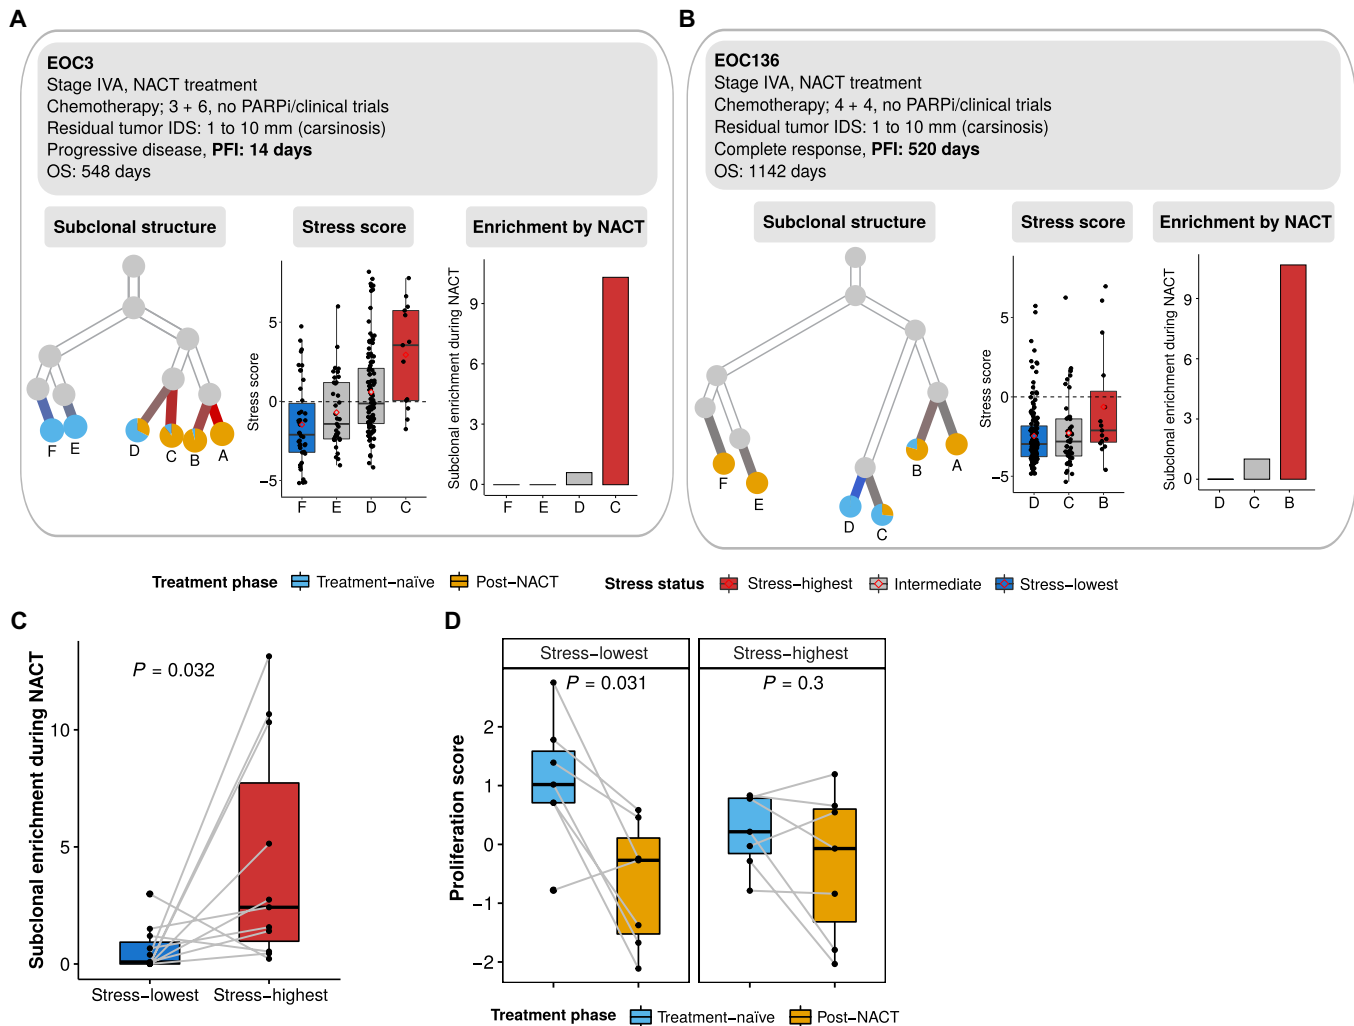 A
EOC3
Stage IVA, NACT treatment
Chemotherapy; 3 + 6, no PARPi/clinical trials
Residual tumor IDS: 1 to 10 mm (carsinosis)
Progressive disease, PFI: 14 days
OS: 548 days
Subclonal structure
Stress score
Enrichment by NACT
F
E
D
C
B
A
Stress score
5
0
−5
F E D C
Subclonal enrichment during NACT
9
6
3
0
F E D C
B
EOC136
Stage IVA, NACT treatment
Chemotherapy; 4 + 4, no PARPi/clinical trials
Residual tumor IDS: 1 to 10 mm (carsinosis)
Complete response, PFI: 520 days
OS: 1142 days
Subclonal structure
Stress score
Enrichment by NACT
F
E
D
C
B
A
Stress score
5
0
−5
D C B
Subclonal enrichment during NACT
9
6
3
0
D C B
Treatment phase Treatment−naïve Post−NACT
Stress status Stress−highest Intermediate Stress−lowest
C
Subclonal enrichment during NACT
P = 0.032
10
5
0
Stress−lowest Stress−highest
D
Proliferation score
Stress−lowest
Stress−highest
P = 0.031
P = 0.3
2
1
0
−1
−2
Treatment phase Treatment−naïve Post−NACT